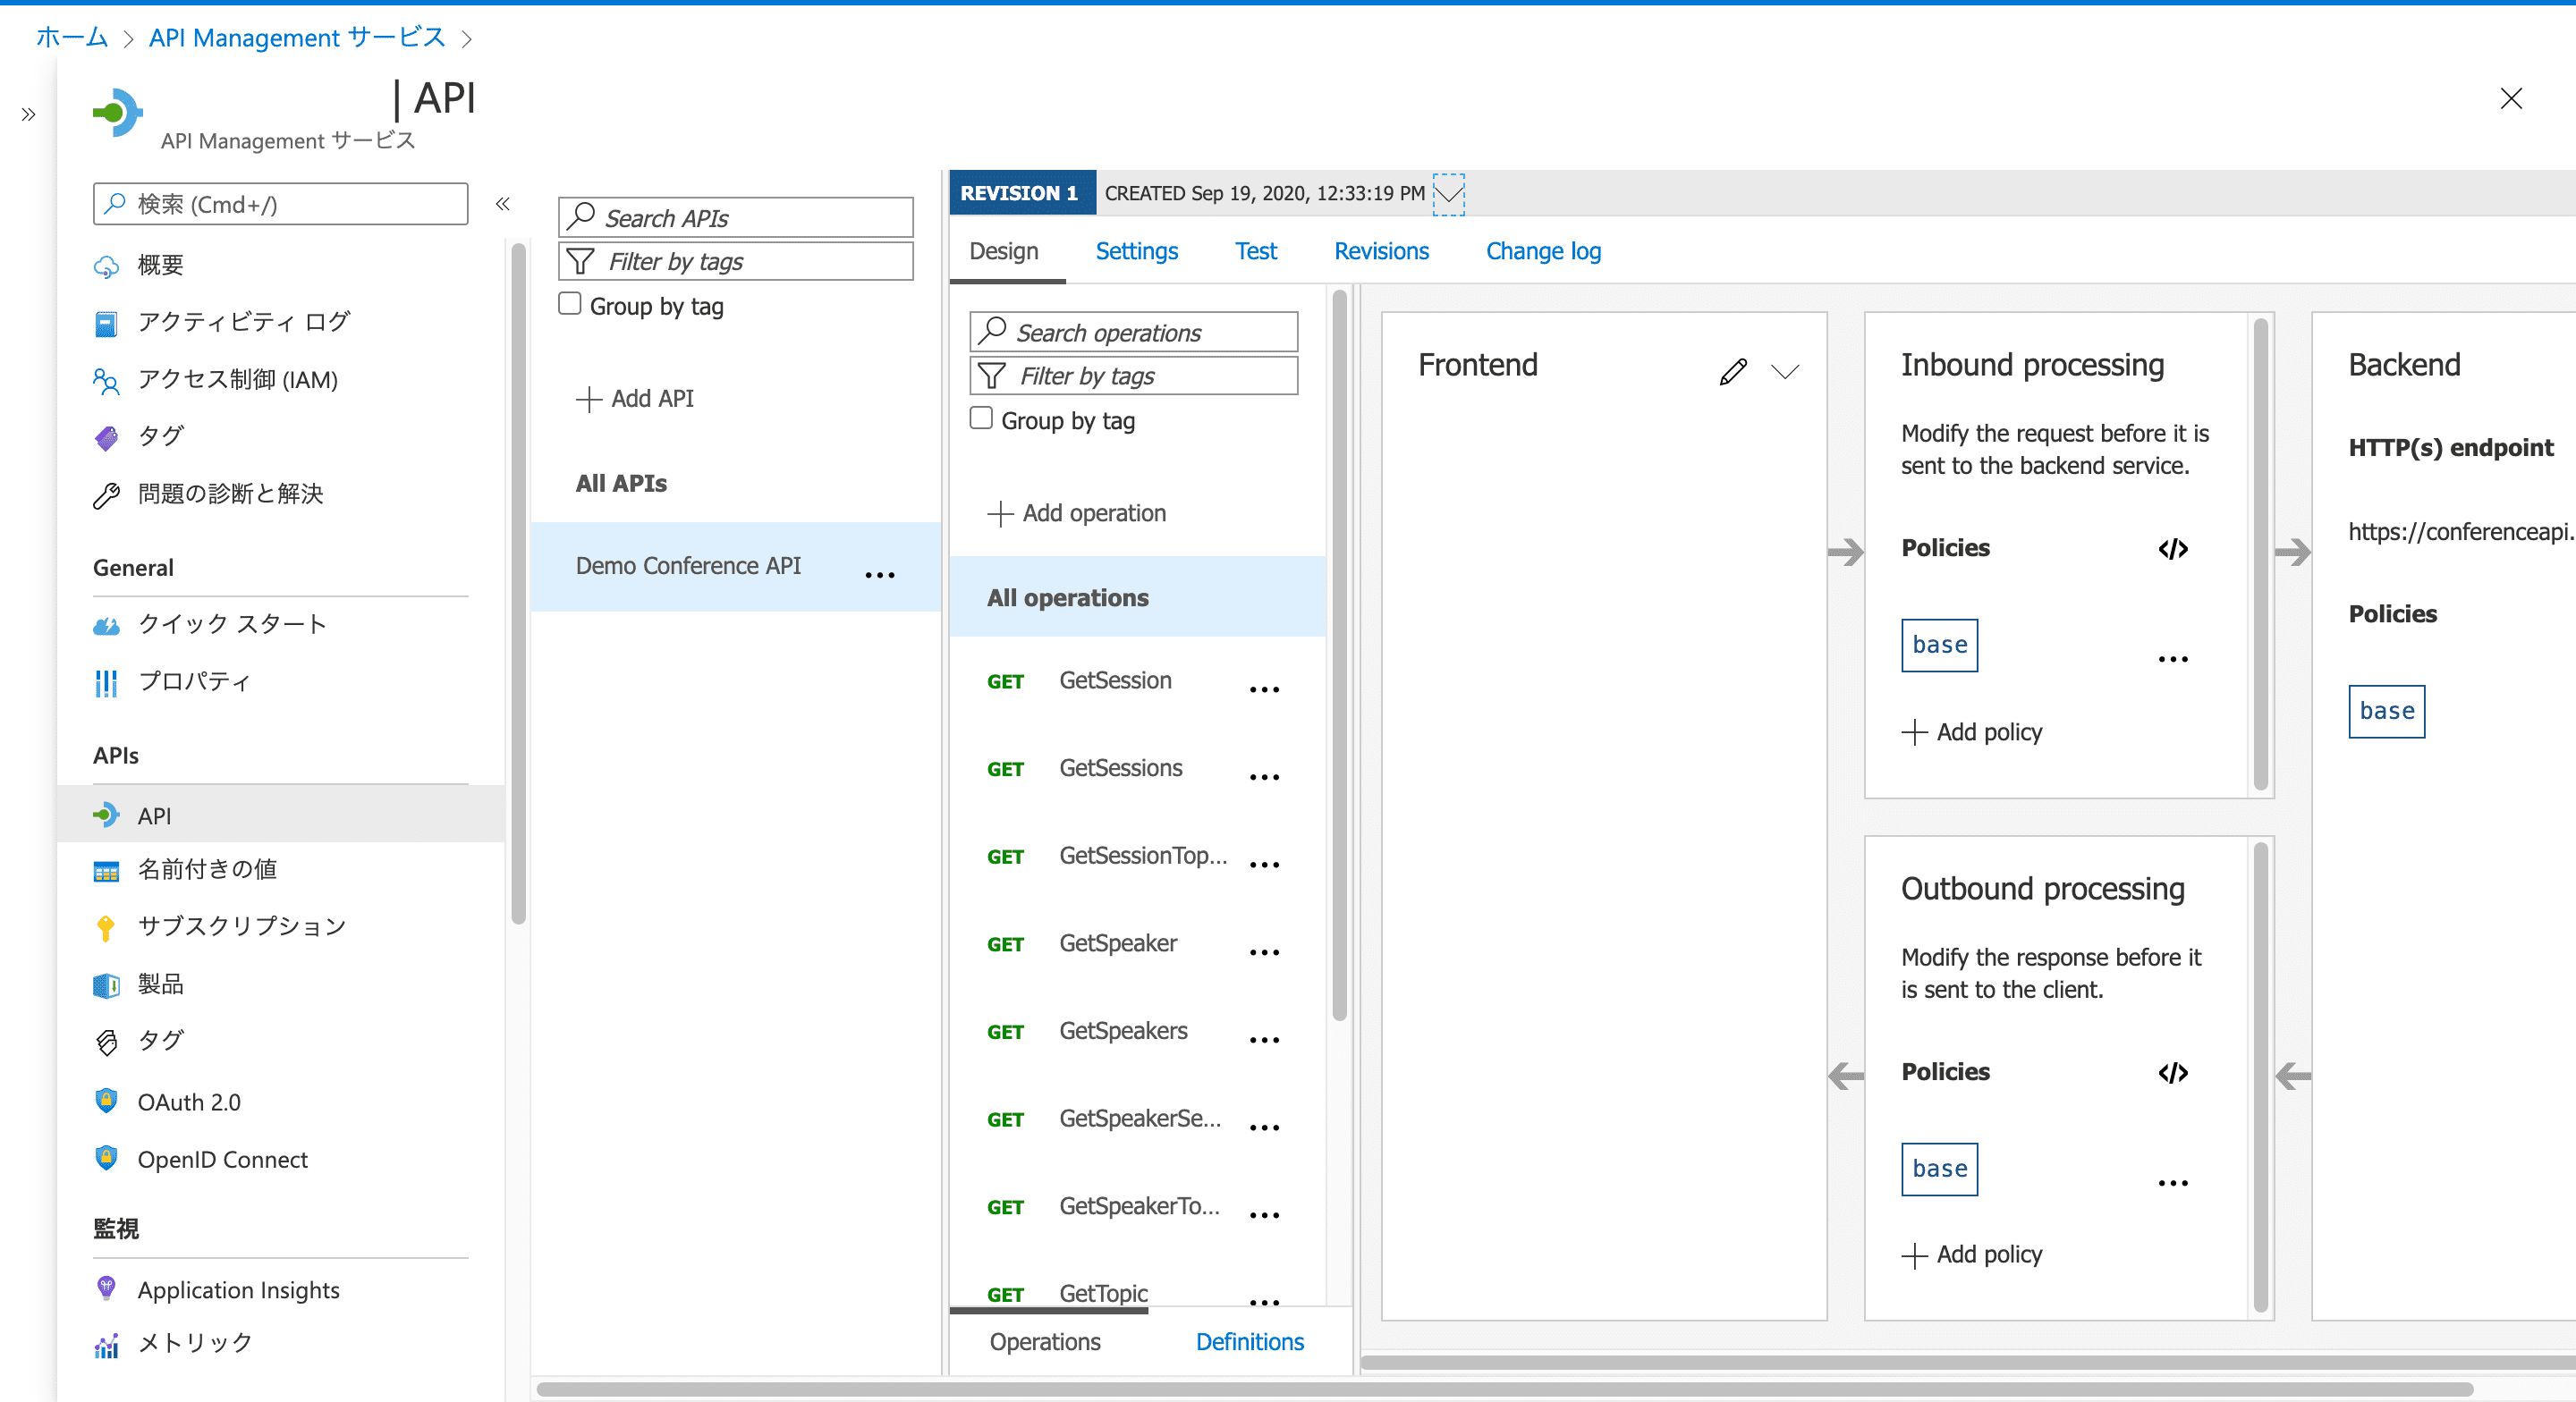 ホーム > API Management サービス >
| API
API Management サービス
検索 (Cmd+/)
概要
アクティビティ ログ
アクセス制御 (IAM)
タグ
問題の診断と解決
General
クイック スタート
プロパティ
APIs
API
名前付きの値
サブスクリプション
製品
タグ
OAuth 2.0
OpenID Connect
監視
Application Insights
メトリック
Search APIs
Filter by tags
Group by tag
Add API
All APIs
Demo Conference API
REVISION 1 CREATED Sep 19, 2020, 12:33:19 PM
Design Settings Test Revisions Change log
Search operations
Filter by tags
Group by tag
Add operation
All operations
GET GetSession
GET GetSessions
GET GetSessionTop...
GET GetSpeaker
GET GetSpeakers
GET GetSpeakerSe...
GET GetSpeakerTo...
GET GetTopic
Operations Definitions
Frontend
Inbound processing
Modify the request before it is
sent to the backend service.
Policies </>
base
Add policy
Outbound processing
Modify the response before it
is sent to the client.
Policies </>
base
Add policy
Backend
HTTP(s) endpoint
https://conferenceapi.
Policies
base